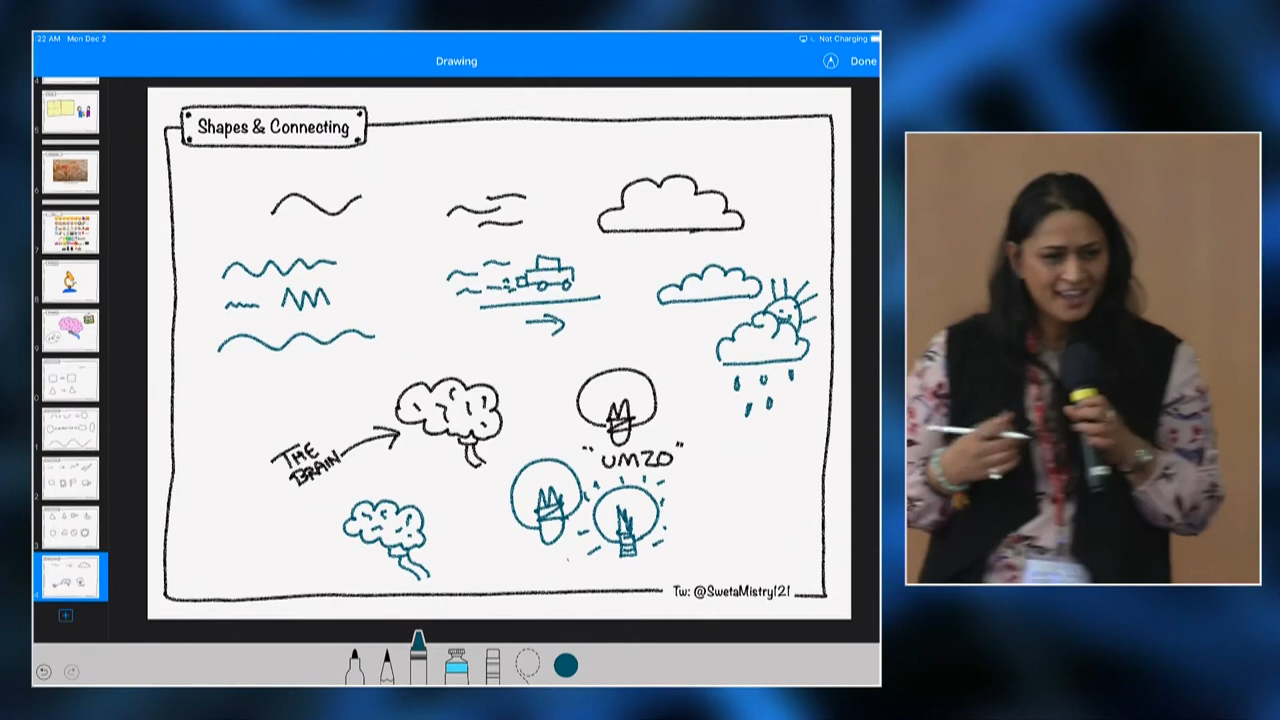 :22 AM Mon Dec 2
Not Charging
Drawing
Done
Shapes & Connecting
THE
BRAIN
"UMZO"
Tw: @SwetaMistry121